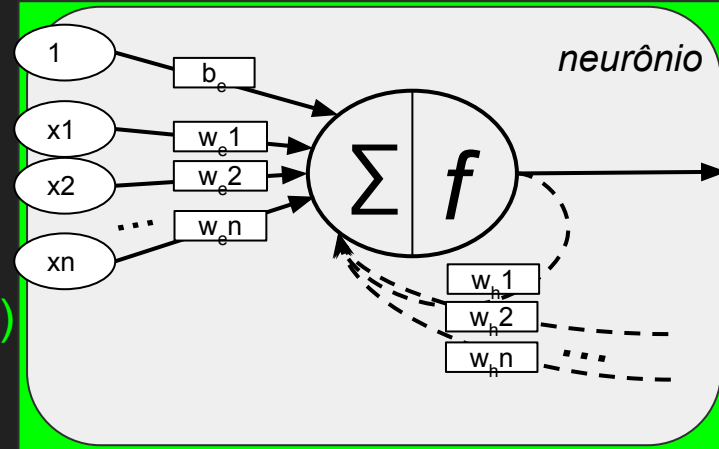 1
b_e
neurônio
x1
w_e1
x2
w_e2
...
w_en
xn
∑ f
w_h1
w_h2
w_hn
...
)